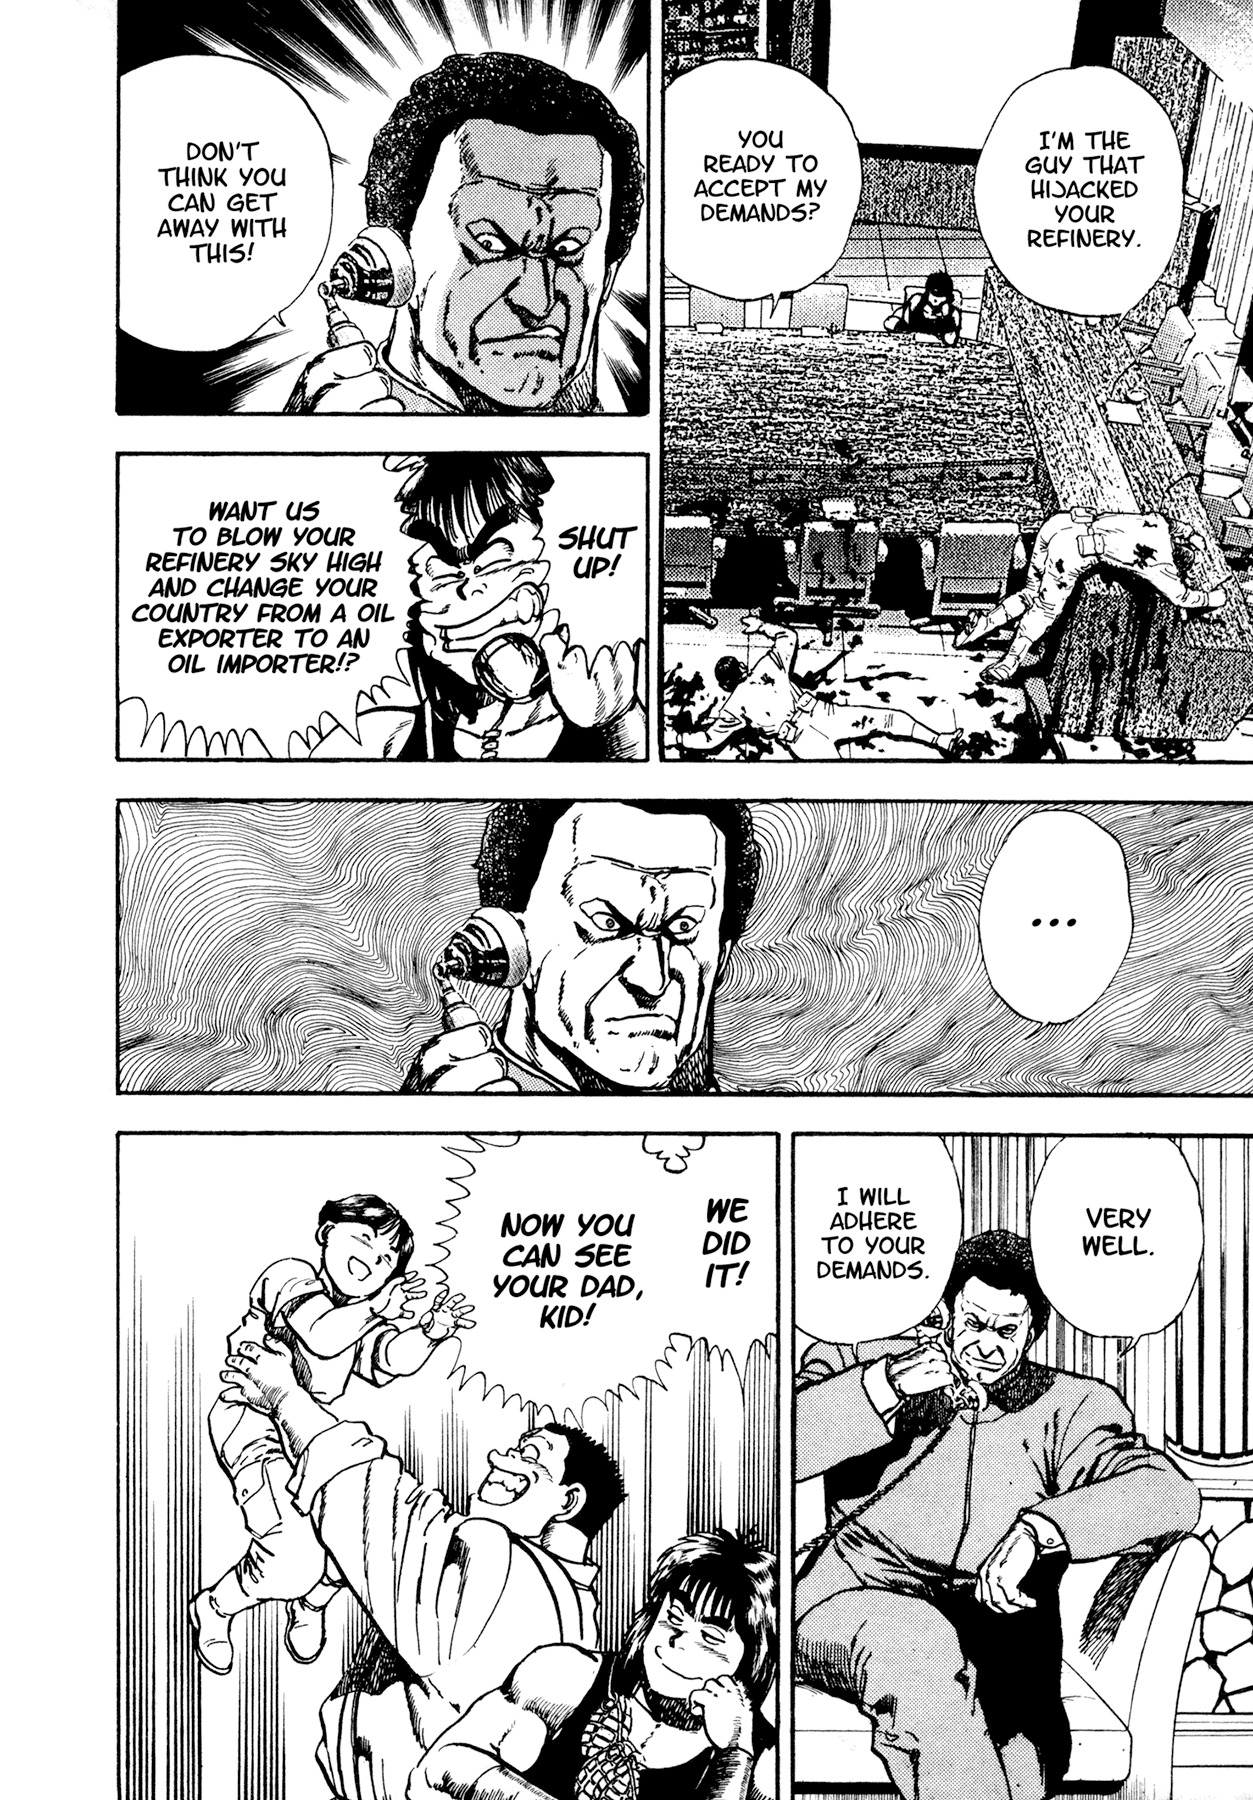 I'M THE
GUY THAT
HIJACKED
YOUR
REFINERY.
YOU
READY TO
ACCEPT MY
DEMANDS?
DON'T
THINK YOU
CAN GET
AWAY WITH
THIS!
SHUT
UP!
WANT US
TO BLOW YOUR
REFINERY SKY HIGH
AND CHANGE YOUR
COUNTRY FROM A OIL
EXPORTER TO AN
OIL IMPORTER!?
...
VERY
WELL.
I WILL
ADHERE
TO YOUR
DEMANDS.
WE
DID
IT!
NOW YOU
CAN SEE
YOUR DAD,
KID!